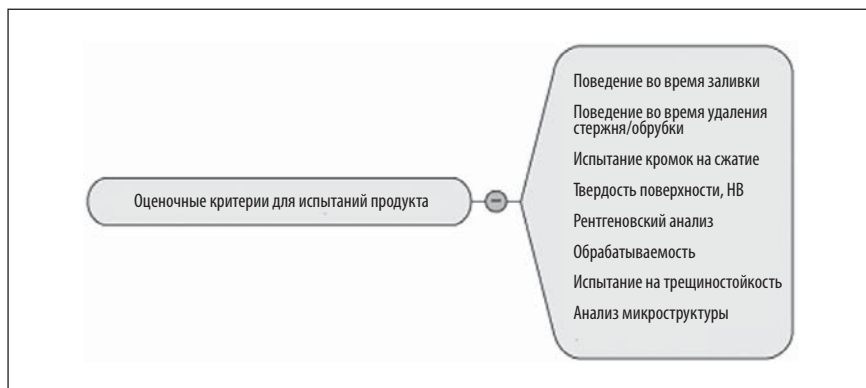 Оценочные критерии для испытаний продукта
Поведение во время заливки
Поведение во время удаления
стержня/обрубки
Испытание кромок на сжатие
Твердость поверхности, НВ
Рентгеновский анализ
Обрабатываемость
Испытание на трещиностойкость
Анализ микроструктуры